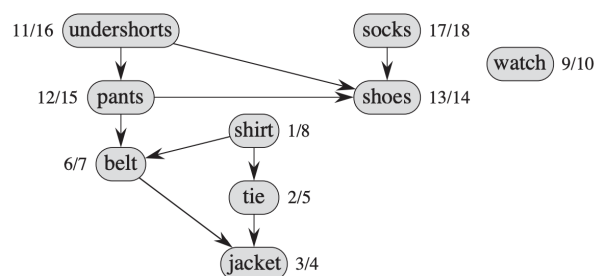 11/16 undershorts socks 17/18
watch 9/10
12/15 pants shoes 13/14
shirt 1/8
6/7 belt
tie 2/5
jacket 3/4